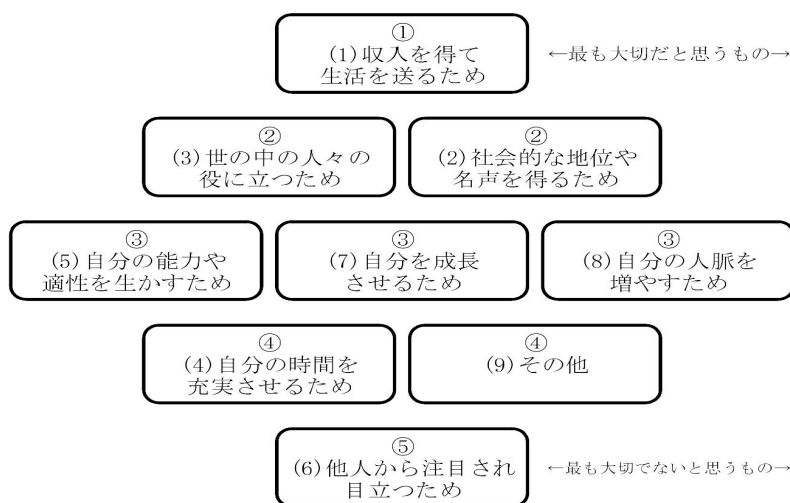 ①
(1)収入を得て
生活を送るため
←最も大切だと思うもの→
②
(3)世の中の人々の
役に立つため
②
(2)社会的な地位や
名声を得るため
③
(5)自分の能力や
適性を生かすため
③
(7)自分を成長
させるため
③
(8)自分の人脈を
増やすため
④
(4)自分の時間を
充実させるため
④
(9)その他
⑤
(6)他人から注目され
目立つため
←最も大切でないと思うもの→